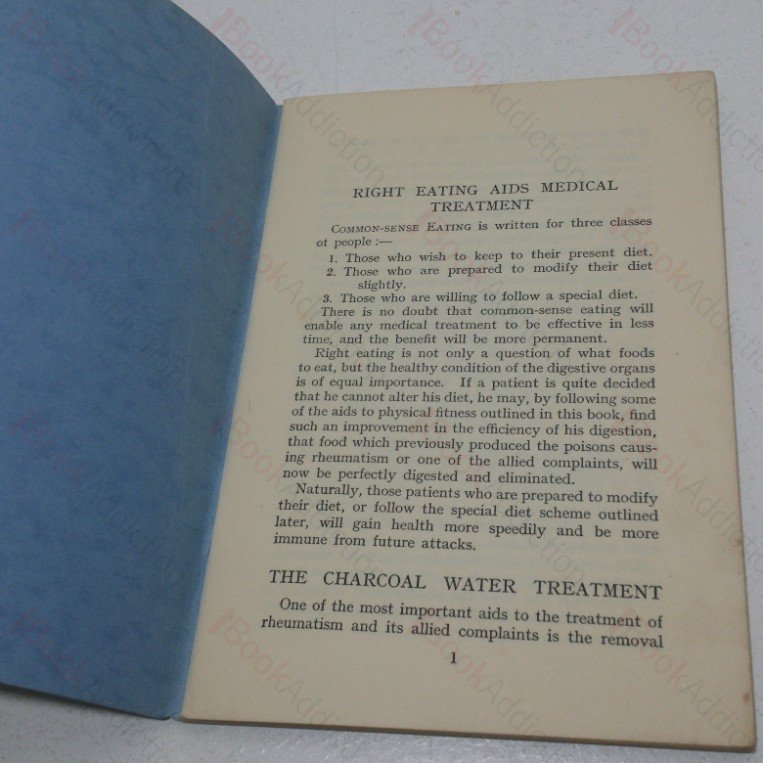 RIGHT EATING AIDS MEDICAL
TREATMENT
COMMON-SENSE EATING is written for three classes
of people :—
1. Those who wish to keep to their present diet.
2. Those who are prepared to modify their diet
slightly.
3. Those who are willing to follow a special diet.
There is no doubt that common-sense eating will
enable any medical treatment to be effective in less
time, and the benefit will be more permanent.
Right eating is not only a question of what foods
to eat, but the healthy condition of the digestive organs
is of equal importance. If a patient is quite decided
that he cannot alter his diet, he may, by following some
of the aids to physical fitness outlined in this book, find
such an improvement in the efficiency of his digestion,
that food which previously produced the poisons caus-
ing rheumatism or one of the allied complaints, will
now be perfectly digested and eliminated.
Naturally, those patients who are prepared to modify
their diet, or follow the special diet scheme outlined
later, will gain health more speedily and be more
immune from future attacks.
THE CHARCOAL WATER TREATMENT
One of the most important aids to the treatment of
rheumatism and its allied complaints is the removal
1
BookAddiction